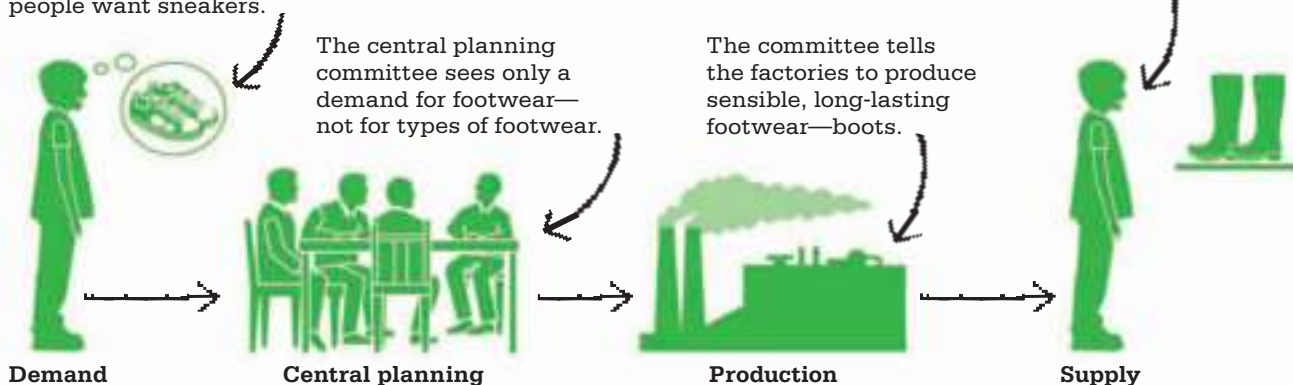 people want sneakers.
The central planning
committee sees only a
demand for footwear—
not for types of footwear.
The committee tells
the factories to produce
sensible, long-lasting
footwear—boots.
Demand
Central planning
Production
Supply